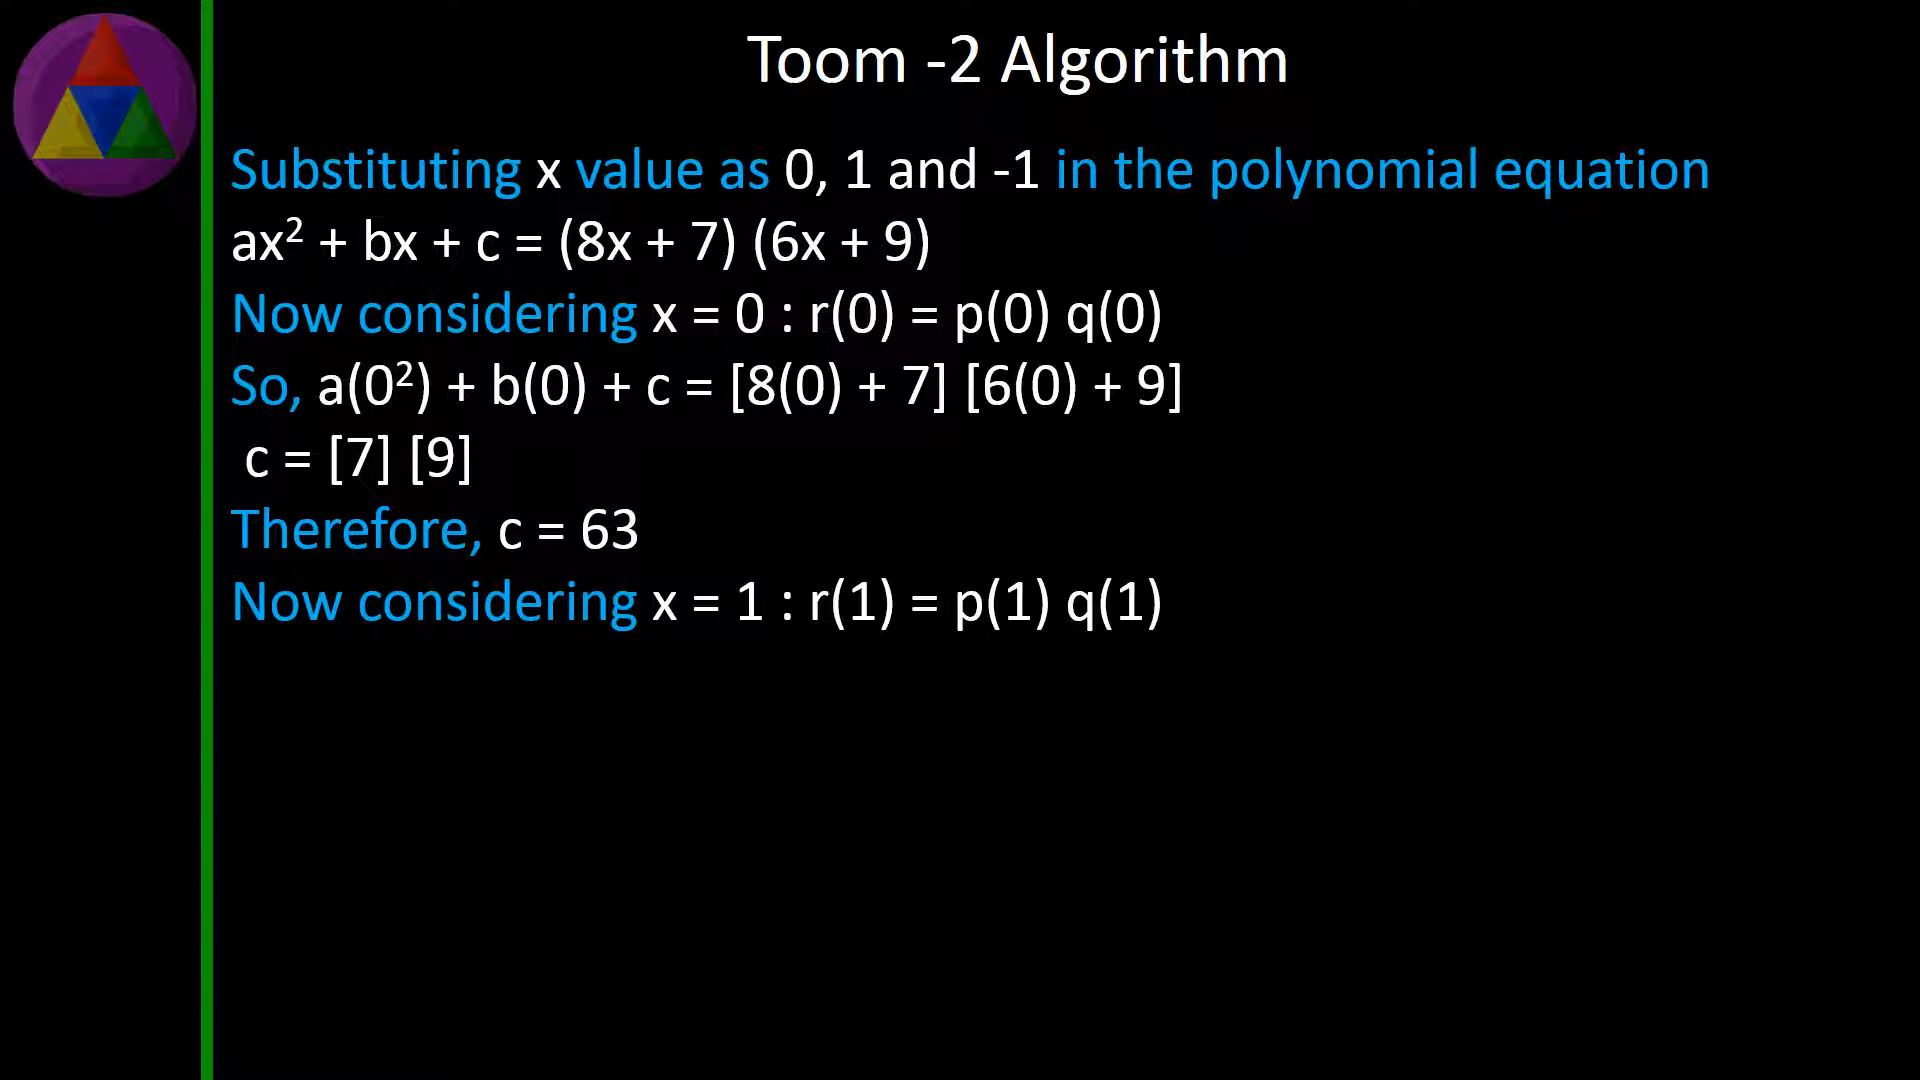 Toom -2 Algorithm
Substituting x value as 0, 1 and -1 in the polynomial equation
ax² + bx + c = (8x + 7) (6x + 9)
Now considering x = 0 : r(0) = p(0) q(0)
So, a(0²) + b(0) + c = [8(0) + 7] [6(0) + 9]
c = [7] [9]
Therefore, c = 63
Now considering x = 1 : r(1) = p(1) q(1)